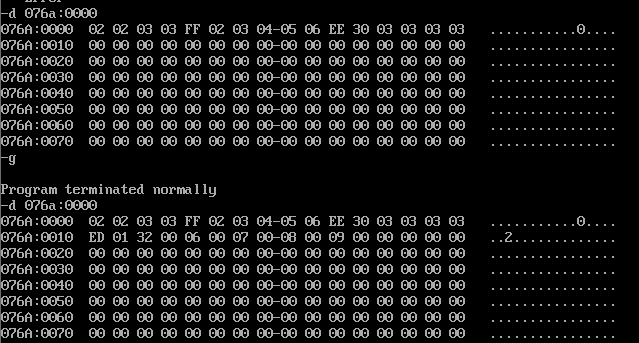 Error
-d 076a:0000
076A:0000  02 02 03 03 FF 02 03 04-05 06 EE 30 03 03 03 03   ...........0....
076A:0010  00 00 00 00 00 00 00 00-00 00 00 00 00 00 00 00   ................
076A:0020  00 00 00 00 00 00 00 00-00 00 00 00 00 00 00 00   ................
076A:0030  00 00 00 00 00 00 00 00-00 00 00 00 00 00 00 00   ................
076A:0040  00 00 00 00 00 00 00 00-00 00 00 00 00 00 00 00   ................
076A:0050  00 00 00 00 00 00 00 00-00 00 00 00 00 00 00 00   ................
076A:0060  00 00 00 00 00 00 00 00-00 00 00 00 00 00 00 00   ................
076A:0070  00 00 00 00 00 00 00 00-00 00 00 00 00 00 00 00   ................
-g
Program terminated normally
-d 076a:0000
076A:0000  02 02 03 03 FF 02 03 04-05 06 EE 30 03 03 03 03   ...........0....
076A:0010  ED 01 32 00 06 00 07 00-08 00 09 00 00 00 00 00   ..2.............
076A:0020  00 00 00 00 00 00 00 00-00 00 00 00 00 00 00 00   ................
076A:0030  00 00 00 00 00 00 00 00-00 00 00 00 00 00 00 00   ................
076A:0040  00 00 00 00 00 00 00 00-00 00 00 00 00 00 00 00   ................
076A:0050  00 00 00 00 00 00 00 00-00 00 00 00 00 00 00 00   ................
076A:0060  00 00 00 00 00 00 00 00-00 00 00 00 00 00 00 00   ................
076A:0070  00 00 00 00 00 00 00 00-00 00 00 00 00 00 00 00   ................